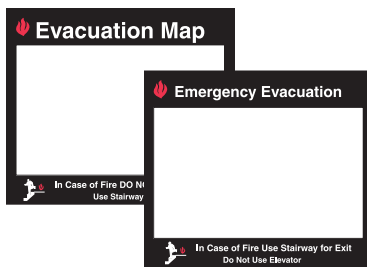 Evacuation Map
In Case of Fire DO
Use Stairway
Emergency Evacuation
In Case of Fire Use Stairway for Exit
Do Not Use Elevator